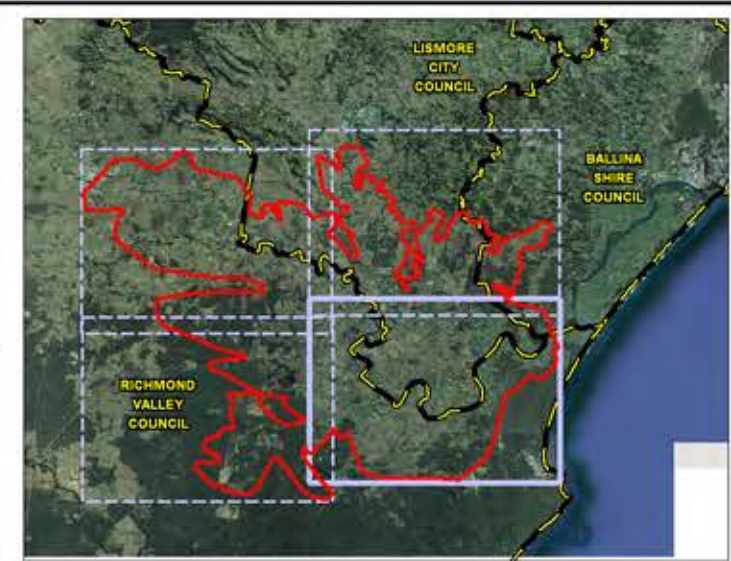 LISMORE
CITY
COUNCIL
BALLINA
SHIRE
COUNCIL
RICHMOND
VALLEY
COUNCIL